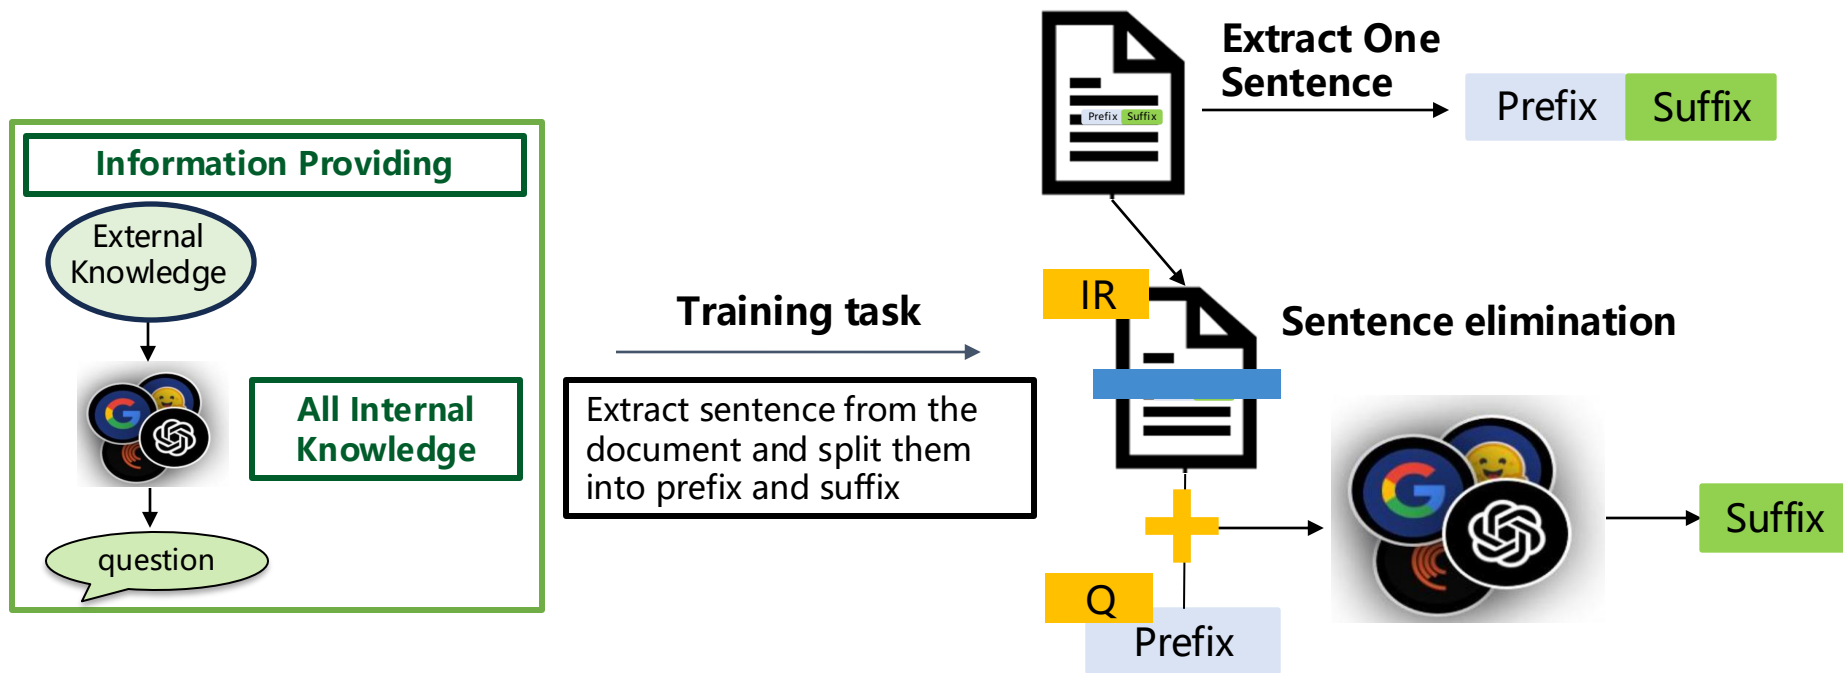 Information Providing
External
Knowledge
All Internal
Knowledge
question
Training task
Extract sentence from the
document and split them
into prefix and suffix
Prefix Suffix
Extract One
Sentence
Prefix Suffix
IR
Sentence elimination
Q
Prefix
Suffix